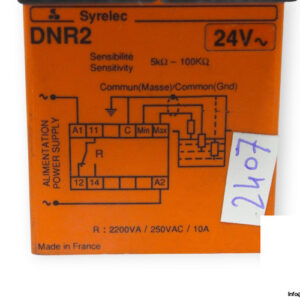 Syrelec
DNR2
24V~
Sensibilité
Sensitivity
5kΩ ~ 100KΩ
Commun(Masse)/Common(Gnd)
ALIMENTATION
POWER SUPPLY
A1 11 C Min Max
R
12 14 A2
2407
R : 2200VA / 250VAC / 10A
Made in France